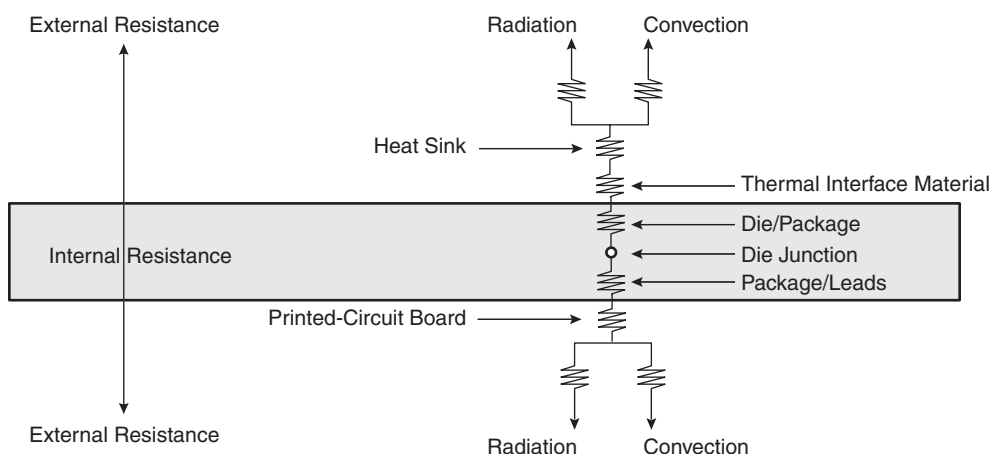 External Resistance
Radiation
Convection
Heat Sink
Thermal Interface Material
Die/Package
Internal Resistance
Die Junction
Package/Leads
Printed-Circuit Board
External Resistance
Radiation
Convection